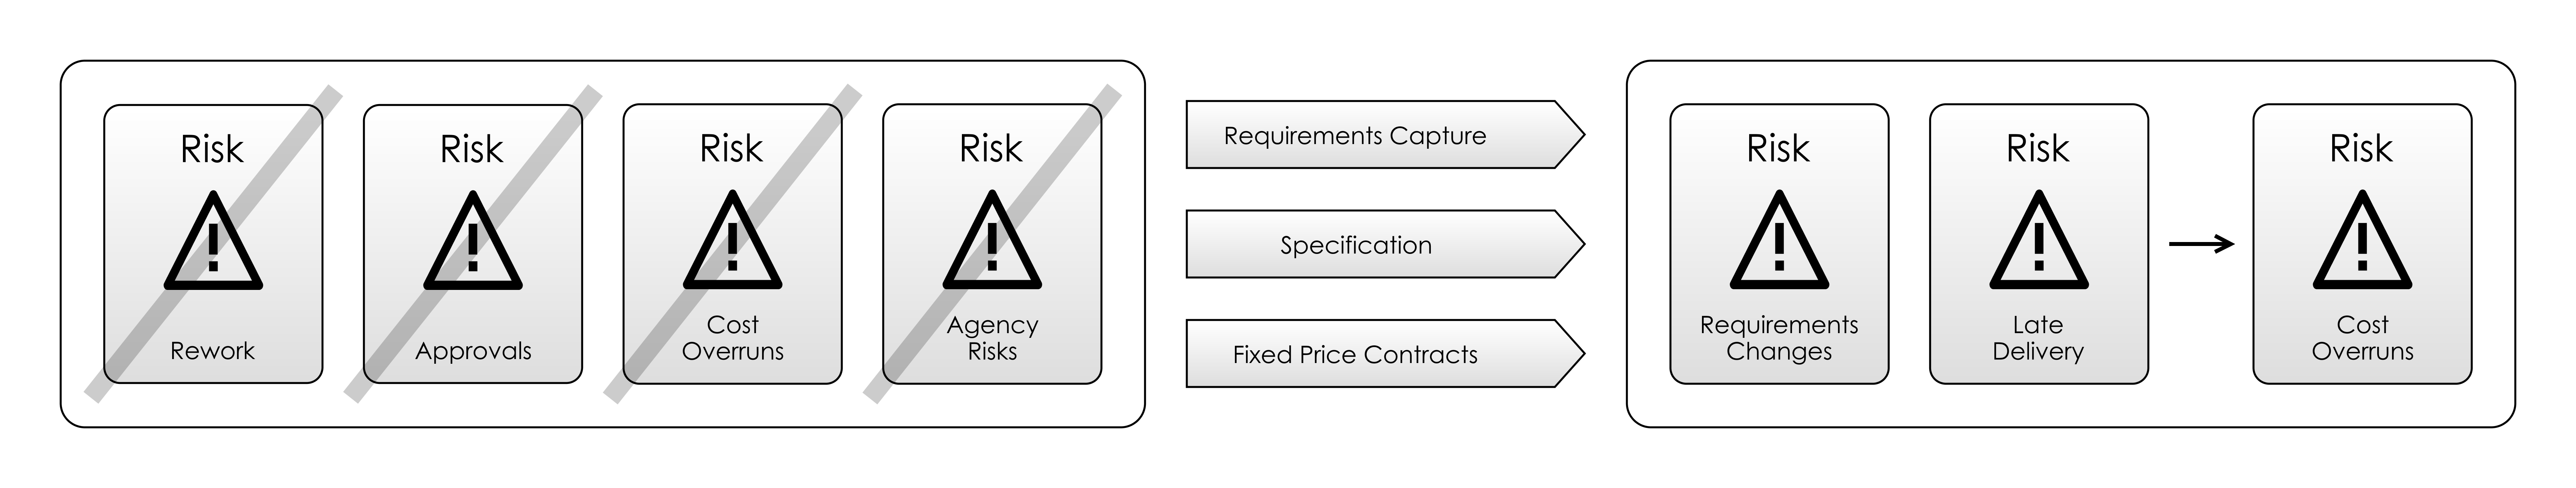 Risk
Rework
Risk
Approvals
Risk
Cost
Overruns
Risk
Agency
Risks
Requirements Capture
Specification
Fixed Price Contracts
Risk
Requirements
Changes
Risk
Late
Delivery
Risk
Cost
Overruns